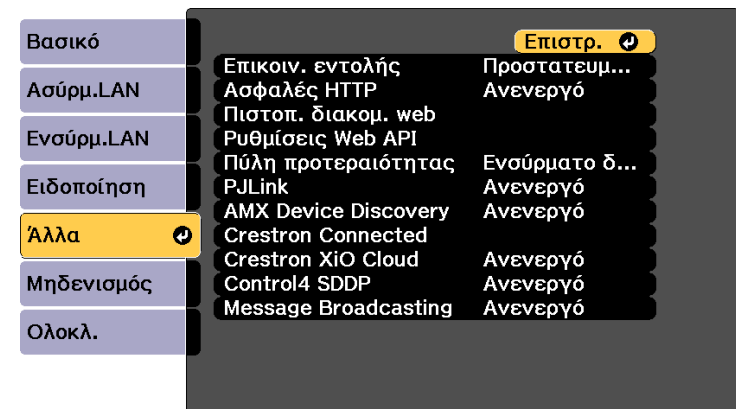 Βασικό
Ασύρμ.LAN
Ενσύρμ.LAN
Ειδοποίηση
Άλλα
Μηδενισμός
Ολοκλ.
Επιστρ.
Επικοιν. εντολής Προστατευμ...
Ασφαλές HTTP Ανενεργό
Πιστοπ. διακομ. web
Ρυθμίσεις Web API
Πύλη προτεραιότητας Ενσύρματο δ...
PJLink Ανενεργό
AMX Device Discovery Ανενεργό
Crestron Connected
Crestron XiO Cloud Ανενεργό
Control4 SDDP Ανενεργό
Message Broadcasting Ανενεργό